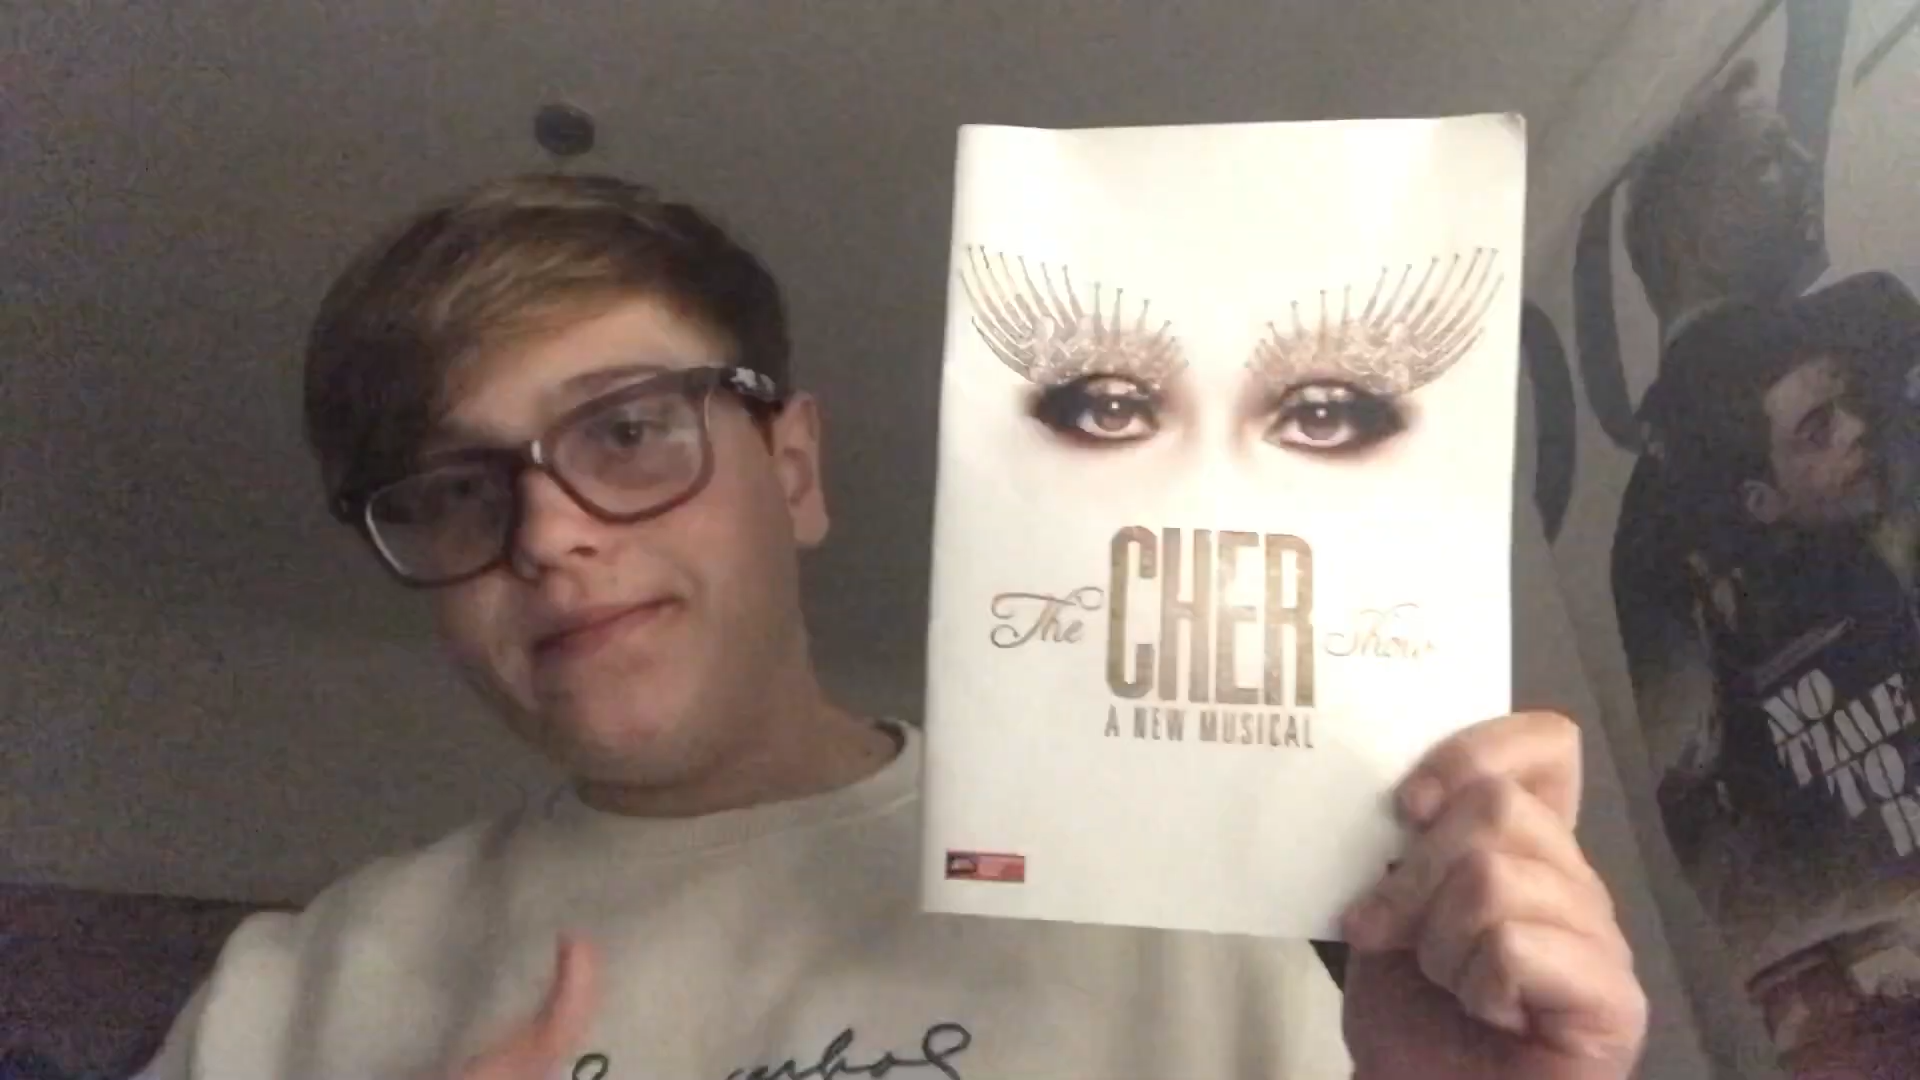 The CHER Show
A NEW MUSICAL
NO
TIME
TO